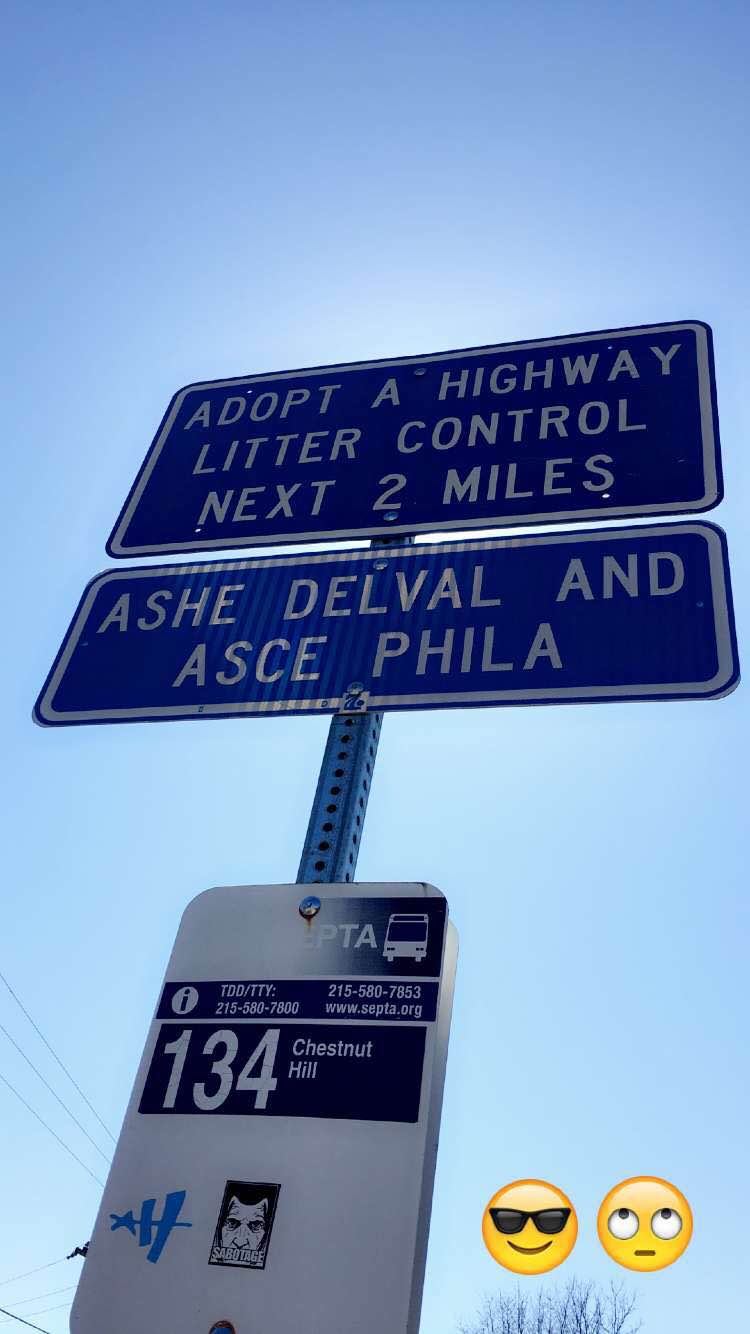 ADOPT A HIGHWAY
LITTER CONTROL
NEXT 2 MILES
ASHE DELVAL AND
ASCE PHILA
SEPTA
TDD/TTY: 215-580-7853
215-580-7800 www.septa.org
134 Chestnut
Hill
SABOTAGE